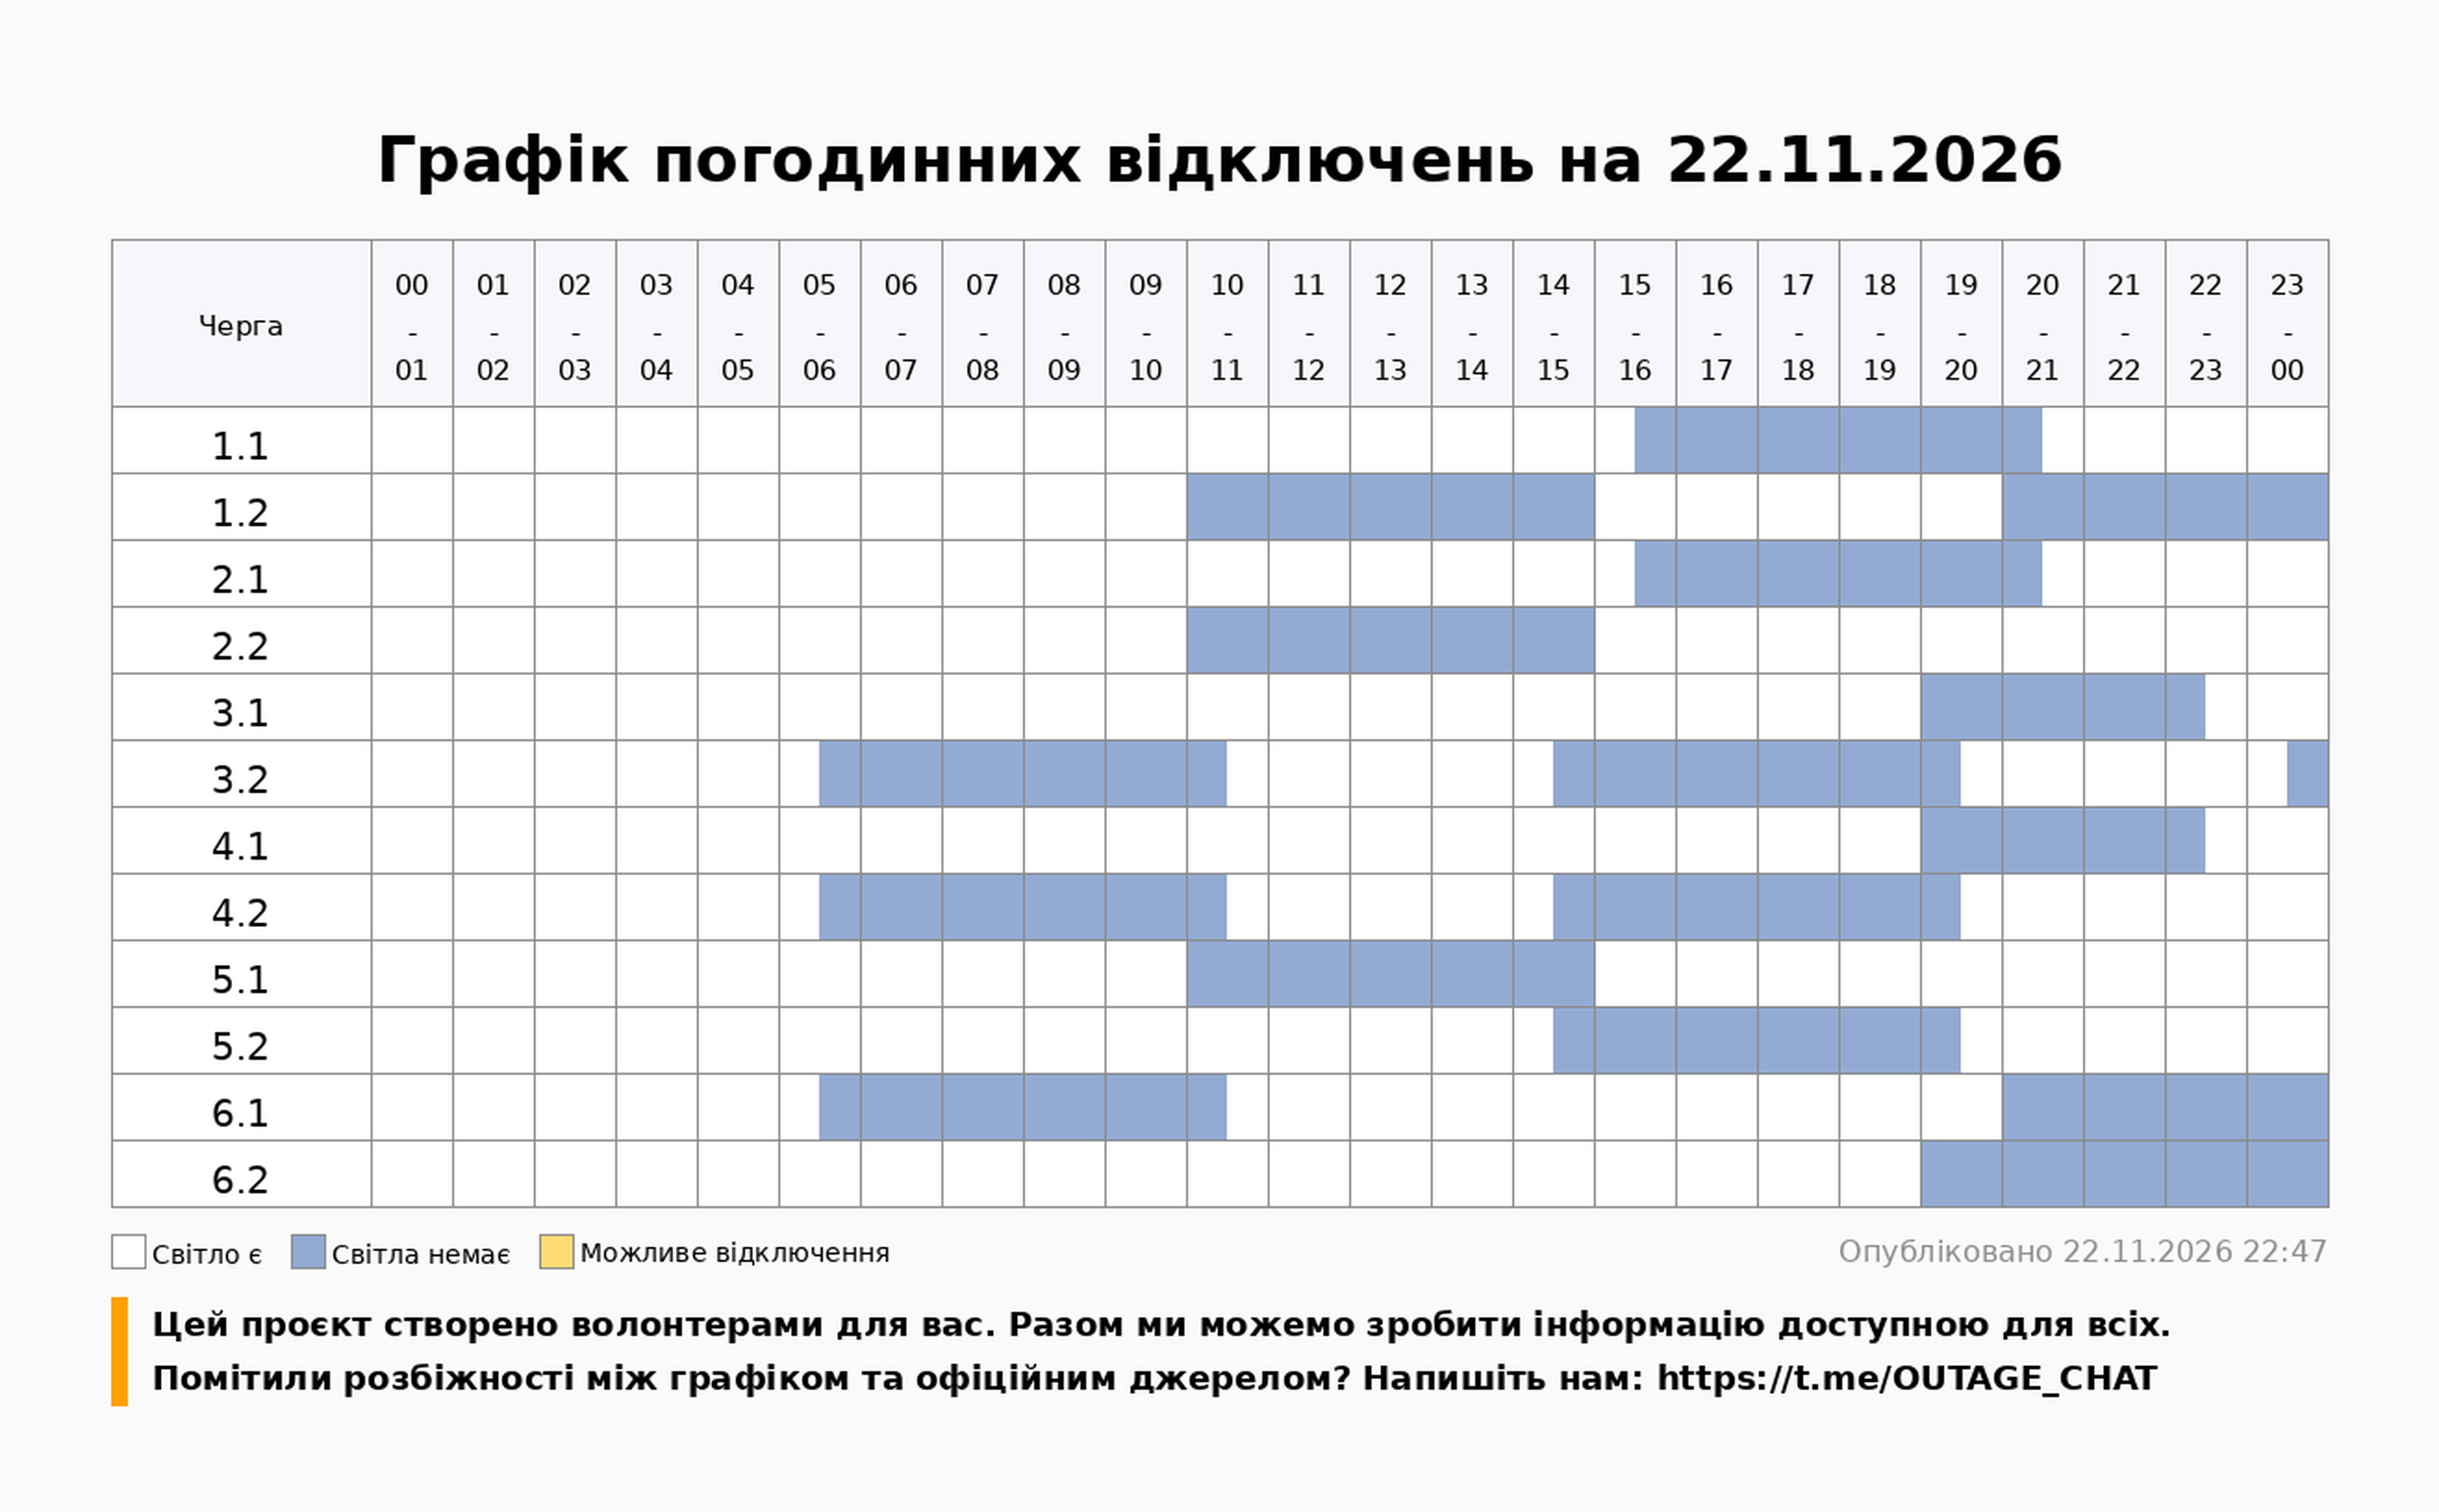 Графік погодинних відключень на 22.11.2026
Черга 00 - 01 01 - 02 02 - 03 03 - 04 04 - 05 05 - 06 06 - 07 07 - 08 08 - 09 09 - 10 10 - 11 11 - 12 12 - 13 13 - 14 14 - 15 15 - 16 16 - 17 17 - 18 18 - 19 19 - 20 20 - 21 21 - 22 22 - 23 23 - 00
1.1
1.2
2.1
2.2
3.1
3.2
4.1
4.2
5.1
5.2
6.1
6.2
Світло є Світла немає Можливе відключення Опубліковано 22.11.2026 22:47
Цей проєкт створено волонтерами для вас. Разом ми можемо зробити інформацію доступною для всіх.
Помітили розбіжності між графіком та офіційним джерелом? Напишіть нам: https://t.me/OUTAGE_CHAT